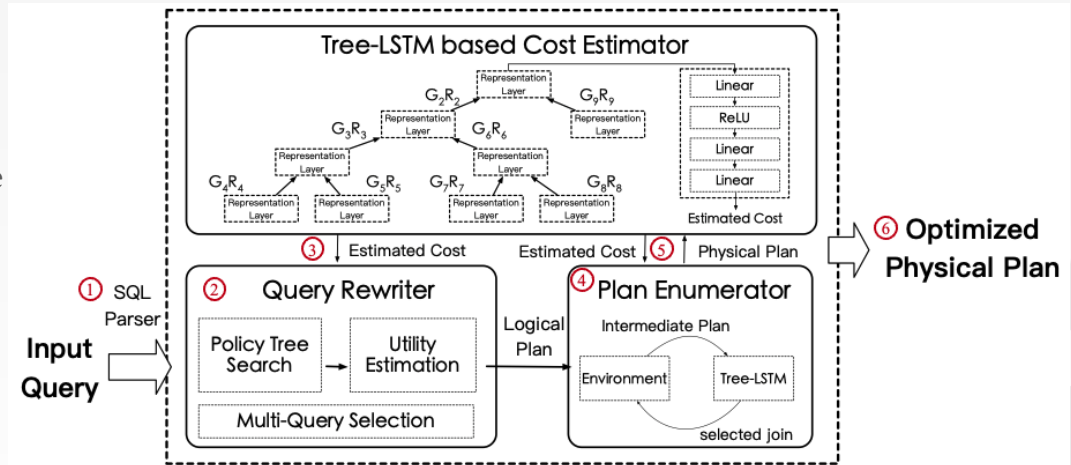 Tree-LSTM based Cost Estimator
Representation
Layer
G2R2
G9R9
Representation
Layer
Representation
Layer
G3R3
G6R6
Representation
Layer
Representation
Layer
G4R4
G5R5
G7R7
G8R8
Representation
Layer
Representation
Layer
Representation
Layer
Representation
Layer
Linear
ReLU
Linear
Linear
Estimated Cost
③ Estimated Cost
Estimated Cost ⑤ Physical Plan
① SQL
Parser
Input
Query
② Query Rewriter
Policy Tree
Search
Utility
Estimation
Multi-Query Selection
Logical
Plan
④ Plan Enumerator
Intermediate Plan
Environment
Tree-LSTM
selected join
⑥ Optimized
Physical Plan